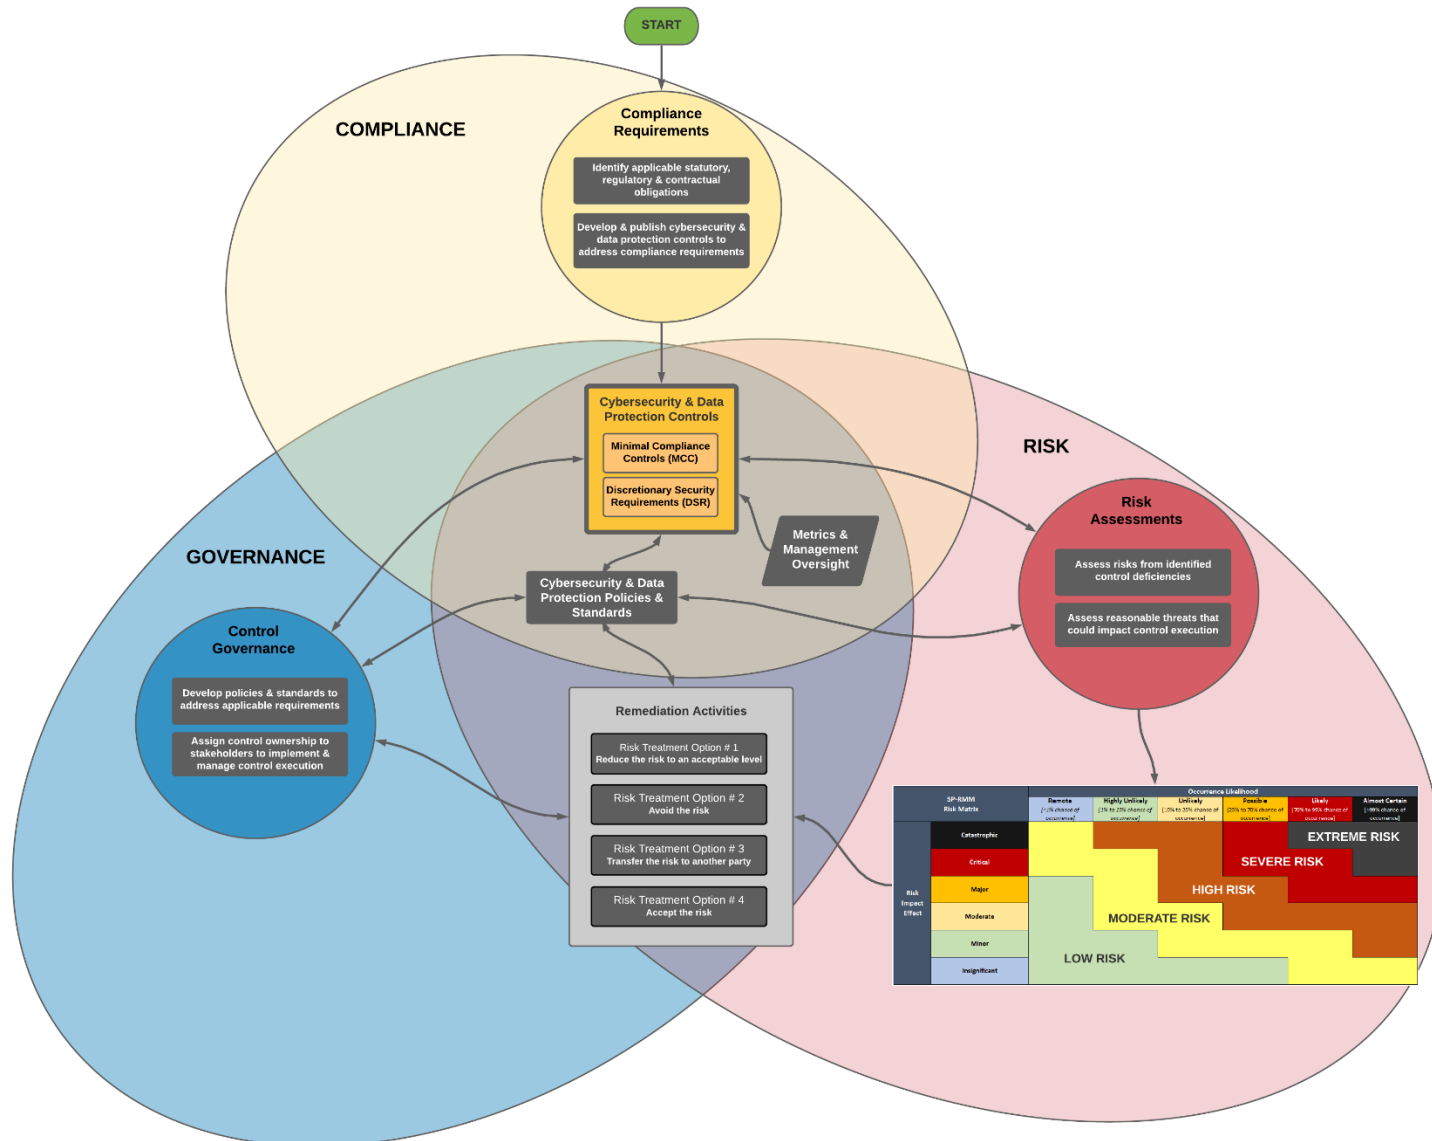 START
COMPLIANCE
Compliance
Requirements
Identify applicable statutory,
regulatory & contractual
obligations
Develop & publish cybersecurity &
data protection controls to
address compliance requirements
Cybersecurity & Data
Protection Controls
Minimal Compliance
Controls (MCC)
Discretionary Security
Requirements (DSR)
RISK
Risk
Assessments
Assess risks from identified
control deficiencies
Assess reasonable threats that
could impact control execution
Metrics &
Management
Oversight
GOVERNANCE
Cybersecurity & Data
Protection Policies &
Standards
Control
Governance
Develop policies & standards to
address applicable requirements
Assign control ownership to
stakeholders to implement &
manage control execution
Remediation Activities
Risk Treatment Option # 1
Reduce the risk to an acceptable level
Risk Treatment Option # 2
Avoid the risk
Risk Treatment Option # 3
Transfer the risk to another party
Risk Treatment Option # 4
Accept the risk
SP-RMM
Risk Matrix
Occurrence Likelihood
Remote
Highly Unlikely
Unlikely
Possible
Likely
Almost Certain
Risk
Impact
Effect
Catastrophic
Critical
Major
Moderate
Minor
Insignificant
EXTREME RISK
SEVERE RISK
HIGH RISK
MODERATE RISK
LOW RISK